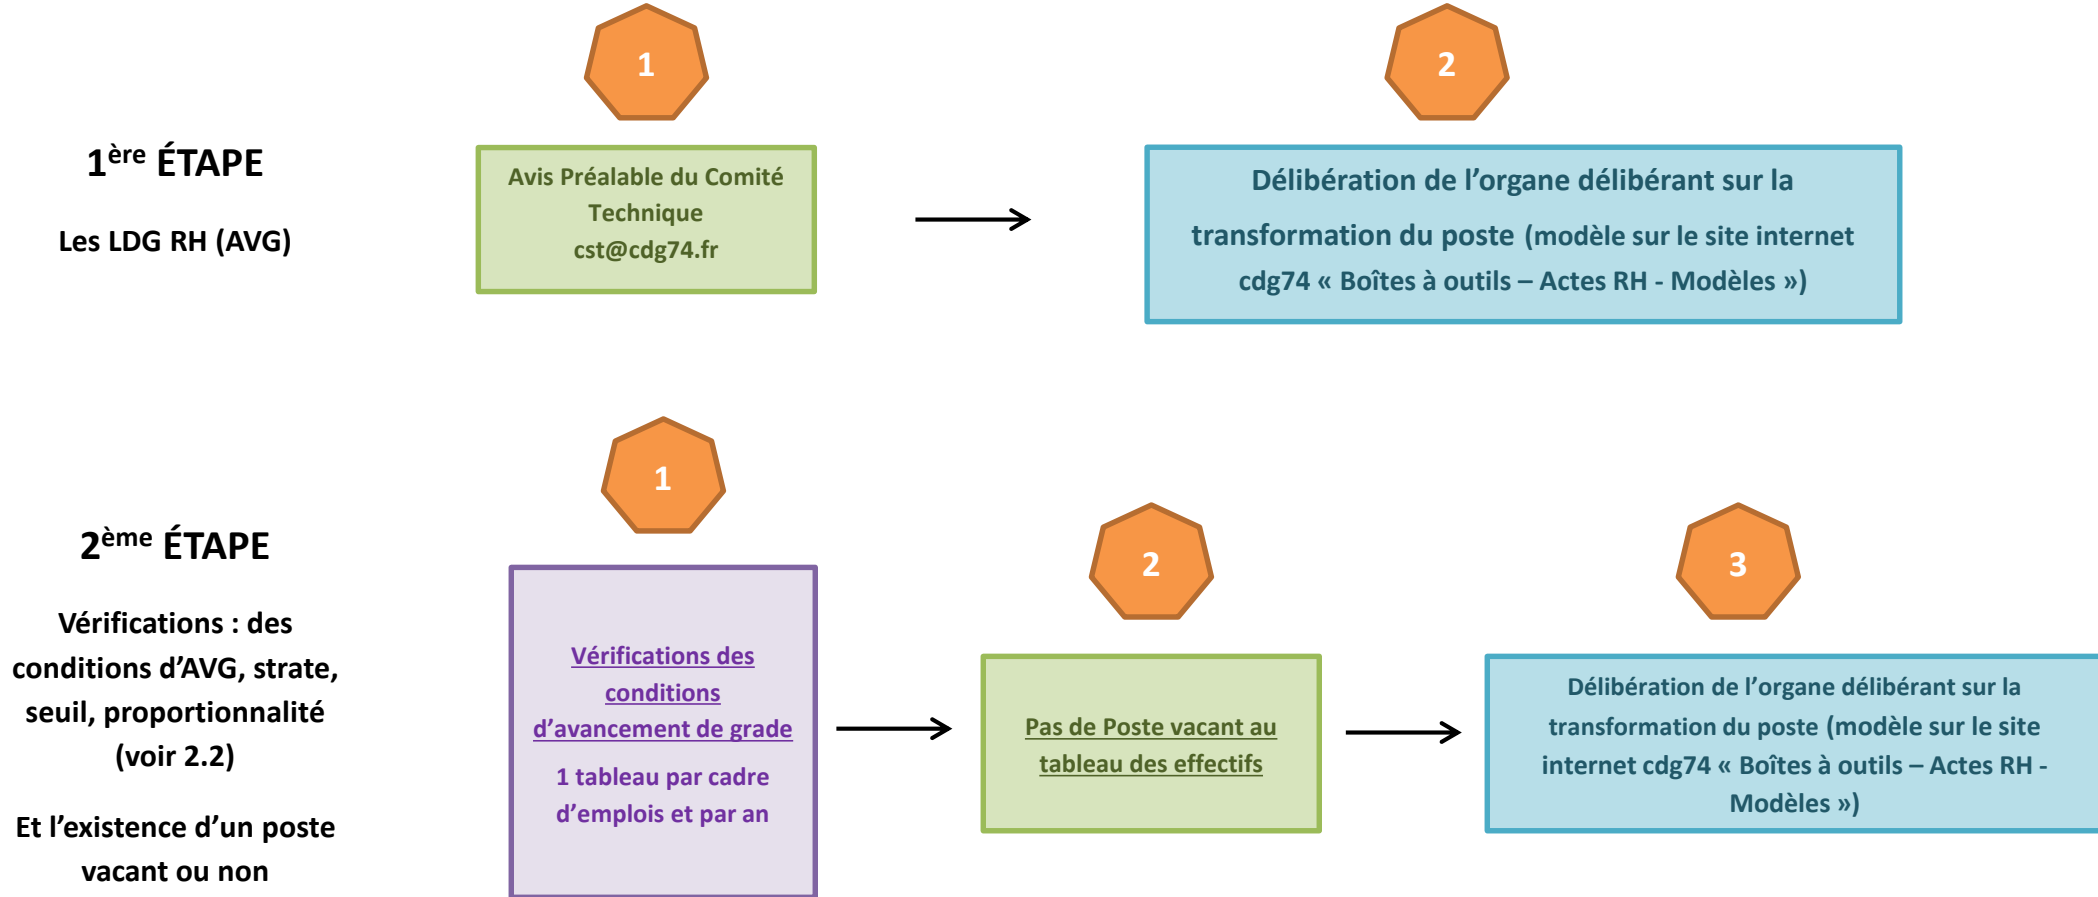 1
2
1ère ÉTAPE
Les LDG RH (AVG)
Avis Préalable du Comité
Technique
cst@cdg74.fr
Délibération de l’organe délibérant sur la
transformation du poste (modèle sur le site internet
cdg74 « Boîtes à outils – Actes RH - Modèles »)
1
2
3
2ème ÉTAPE
Vérifications : des
conditions d’AVG, strate,
seuil, proportionnalité
(voir 2.2)
Et l’existence d’un poste
vacant ou non
Vérifications des
conditions
d’avancement de grade
1 tableau par cadre
d’emplois et par an
Pas de Poste vacant au
tableau des effectifs
Délibération de l’organe délibérant sur la
transformation du poste (modèle sur le site
internet cdg74 « Boîtes à outils – Actes RH -
Modèles »)